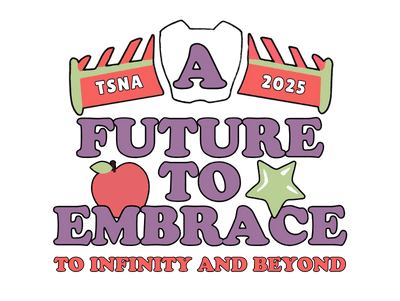 TSNA A 2025
FUTURE
TO
EMBRACE
TO INFINITY AND BEYOND